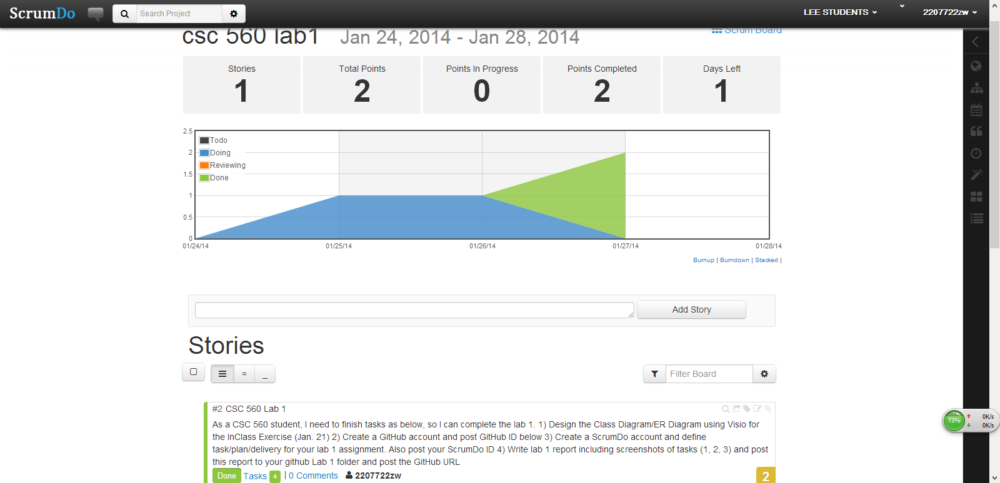 ScrumDo
Search Project
LEE STUDENTS
2207722zw
csc 560 lab1 Jan 24, 2014 - Jan 28, 2014
Scrum Board
Stories Total Points Points In Progress Points Completed Days Left
1 2 0 2 1
2.5
2
1.5
1
0.5
0
Todo
Doing
Reviewing
Done
01/24/14 01/25/14 01/26/14 01/27/14 01/28/14
Burnup | Burndown | Stacked |
Add Story
Stories
= _
Filter Board
#2 CSC 560 Lab 1
As a CSC 560 student, I need to finish tasks as below, so I can complete the lab 1. 1) Design the Class Diagram/ER Diagram using Visio for
the InClass Exercise (Jan. 21) 2) Create a GitHub account and post GitHub ID below 3) Create a ScrumDo account and define
task/plan/delivery for your lab 1 assignment. Also post your ScrumDo ID 4) Write lab 1 report including screenshots of tasks (1, 2, 3) and post
this report to your github Lab 1 folder and post the GitHub URL
Done Tasks 4 | 0 Comments 2207722zw
2
73%
0K/s
0K/s